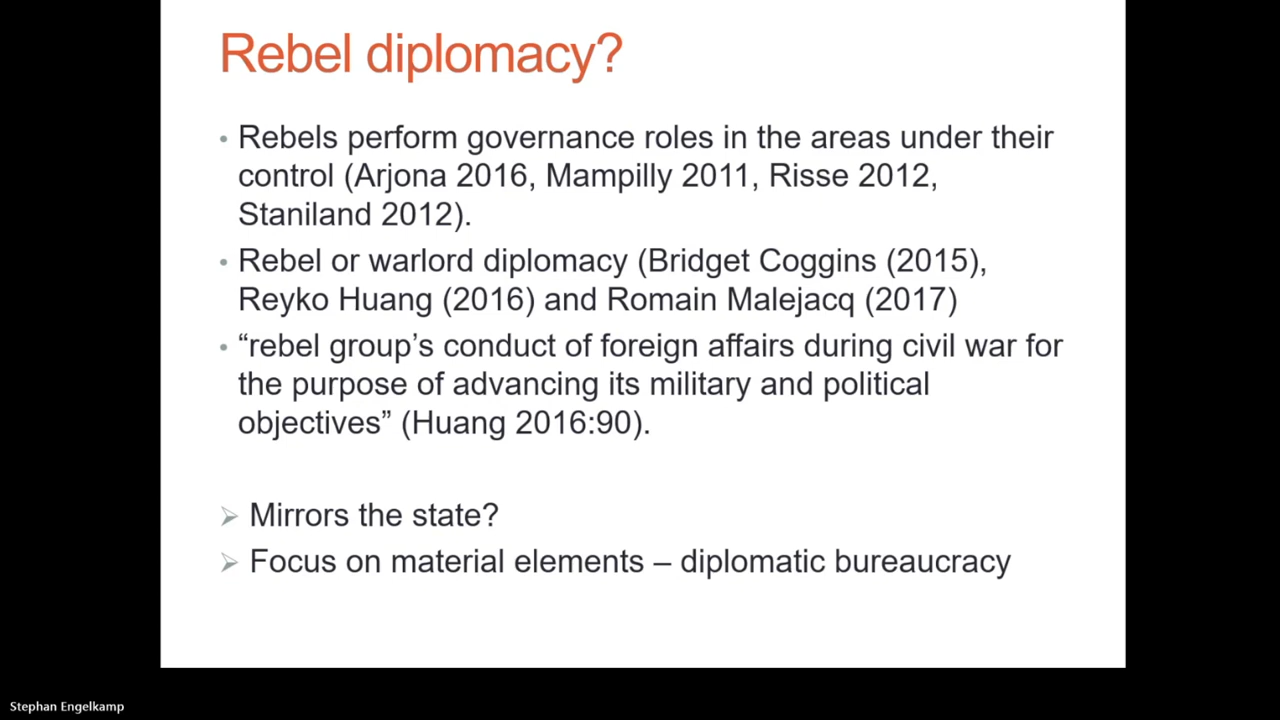 Rebel diplomacy?
• Rebels perform governance roles in the areas under their
control (Arjona 2016, Mampilly 2011, Risse 2012,
Staniland 2012).
• Rebel or warlord diplomacy (Bridget Coggins (2015),
Reyko Huang (2016) and Romain Malejacq (2017)
• “rebel group’s conduct of foreign affairs during civil war for
the purpose of advancing its military and political
objectives” (Huang 2016:90).
➢ Mirrors the state?
➢ Focus on material elements – diplomatic bureaucracy
Stephan Engelkamp